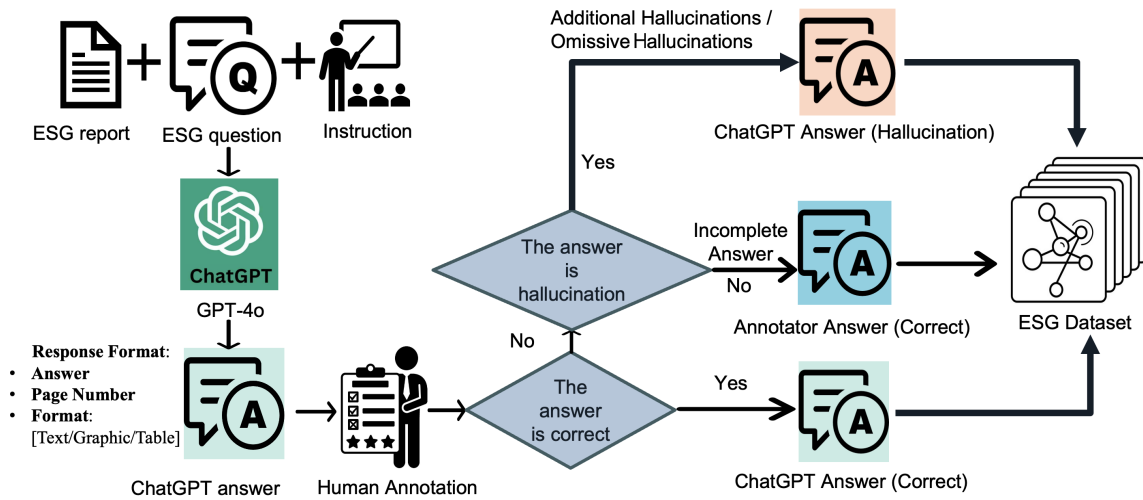 ESG report
Q
ESG question
Instruction
ChatGPT
GPT-4o
Response Format:
• Answer
• Page Number
• Format:
[Text/Graphic/Table]
A
ChatGPT answer
Human Annotation
The
answer
is correct
No
Yes
The answer
is
hallucination
Yes
Additional Hallucinations /
Omissive Hallucinations
A
ChatGPT Answer (Hallucination)
Incomplete
Answer
No
A
Annotator Answer (Correct)
A
ChatGPT Answer (Correct)
ESG Dataset